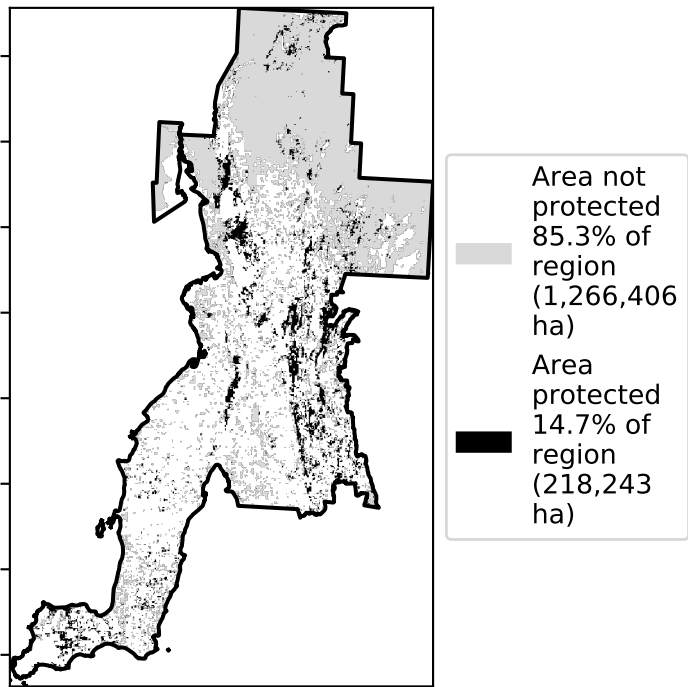 Area not
protected
85.3% of
region
(1,266,406
ha)
Area
protected
14.7% of
region
(218,243
ha)